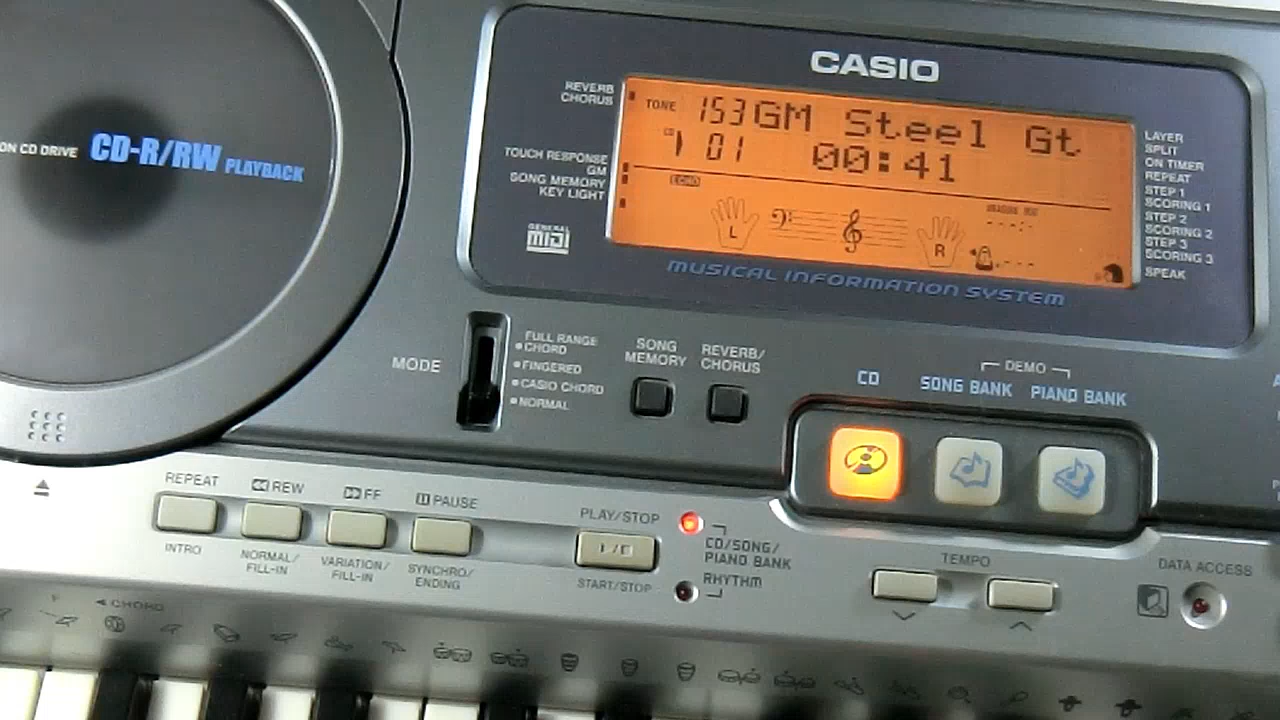 CASIO
REVERB
CHORUS
TOUCH RESPONSE
GM
SONG MEMORY
KEY LIGHT
GENERAL
MIDI
TONE 153GM Steel Gt
CD 01 00:41
ECHO
L
R
LAYER
SPLIT
ON TIMER
REPEAT
STEP 1
SCORING 1
STEP 2
SCORING 2
STEP 3
SCORING 3
SPEAK
MUSICAL INFORMATION SYSTEM
ON CD DRIVE CD-R/RW PLAYBACK
MODE
FULL RANGE
CHORD
FINGERED
CASIO CHORD
NORMAL
SONG
MEMORY
REVERB/
CHORUS
DEMO
CD
SONG BANK
PIANO BANK
REPEAT
REW
FF
PAUSE
PLAY/STOP
INTRO
NORMAL/
FILL-IN
VARIATION/
FILL-IN
SYNCHRO/
ENDING
START/STOP
CD/SONG/
PIANO BANK
RHYTHM
TEMPO
DATA ACCESS
CHORD